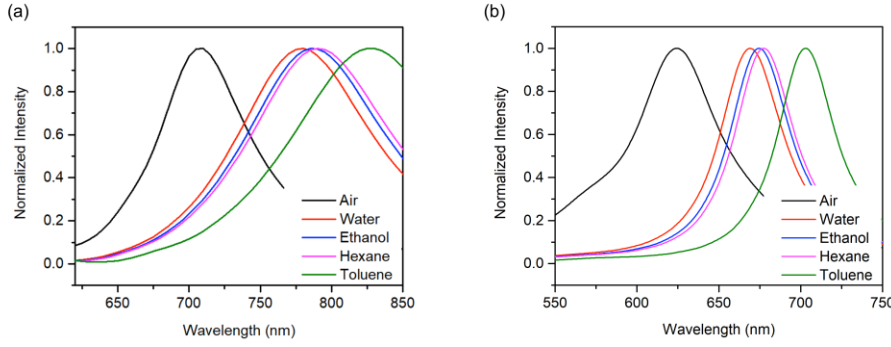 (a)
Normalized Intensity
1.0
0.8
0.6
0.4
0.2
0.0
Air
Water
Ethanol
Hexane
Toluene
650 700 750 800 850
Wavelength (nm)
(b)
Normalized Intensity
1.0
0.8
0.6
0.4
0.2
0.0
Air
Water
Ethanol
Hexane
Toluene
550 600 650 700 750
Wavelength (nm)